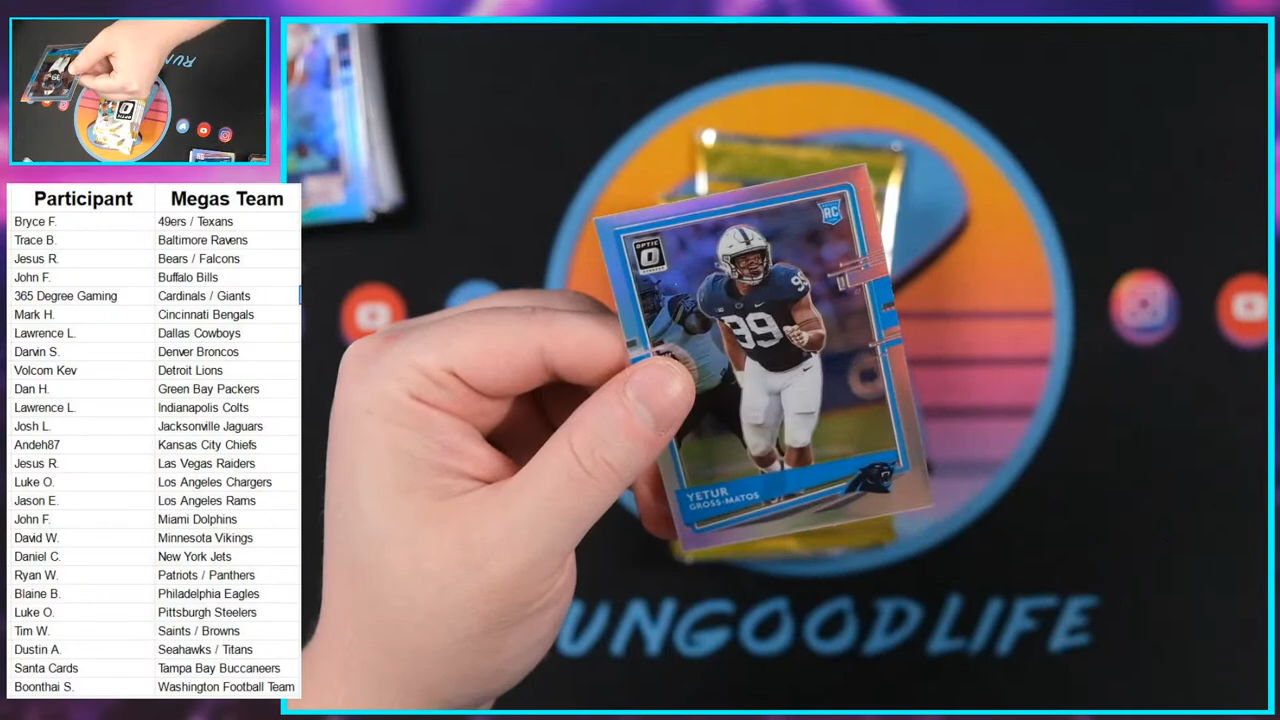 RU
OPTIC
Participant Megas Team
Bryce F. 49ers / Texans
Trace B. Baltimore Ravens
Jesus R. Bears / Falcons
John F. Buffalo Bills
365 Degree Gaming Cardinals / Giants
Mark H. Cincinnati Bengals
Lawrence L. Dallas Cowboys
Darvin S. Denver Broncos
Volcom Kev Detroit Lions
Dan H. Green Bay Packers
Lawrence L. Indianapolis Colts
Josh L. Jacksonville Jaguars
Andeh87 Kansas City Chiefs
Jesus R. Las Vegas Raiders
Luke O. Los Angeles Chargers
Jason E. Los Angeles Rams
John F. Miami Dolphins
David W. Minnesota Vikings
Daniel C. New York Jets
Ryan W. Patriots / Panthers
Blaine B. Philadelphia Eagles
Luke O. Pittsburgh Steelers
Tim W. Saints / Browns
Dustin A. Seahawks / Titans
Santa Cards Tampa Bay Buccaneers
Boonthai S. Washington Football Team
OPTIC
RC
99
99
YETUR
GROSS-MATOS
UNGOODLIFE